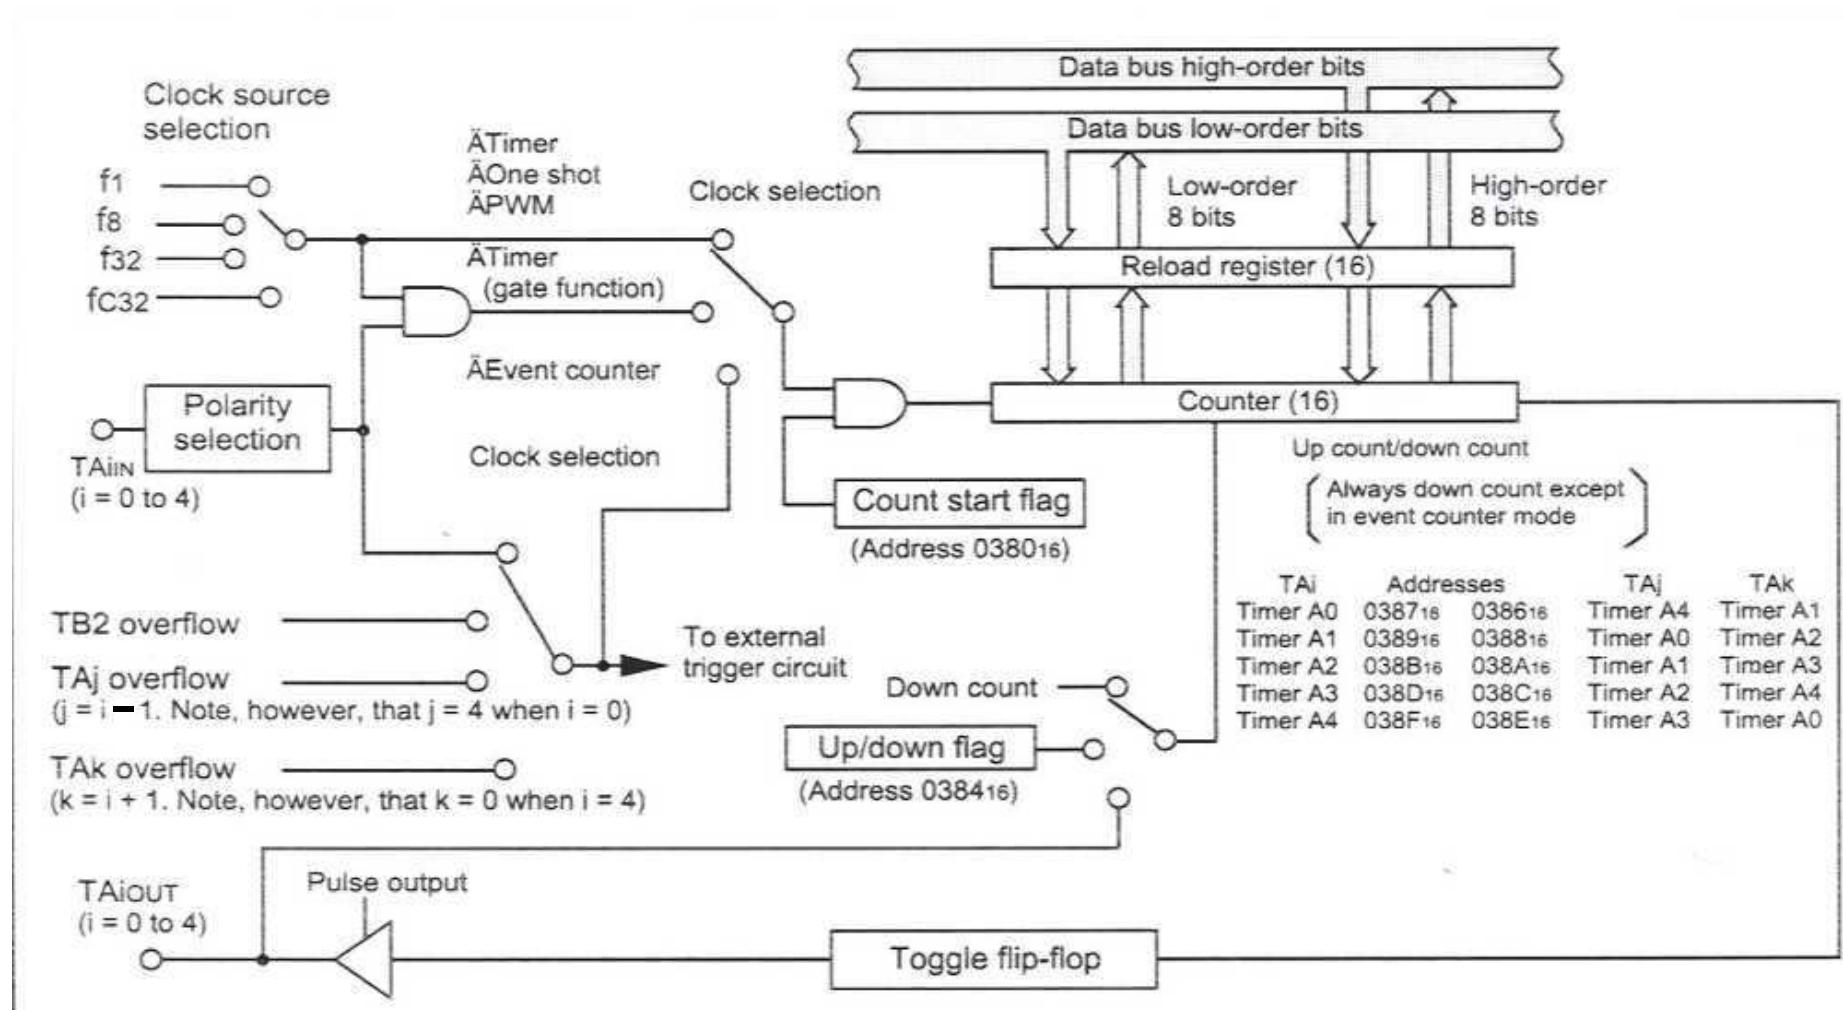 Data bus high-order bits
Data bus low-order bits
Clock source
selection
f1
f8
f32
fC32
ÄTimer
ÄOne shot
ÄPWM
Clock selection
Low-order
8 bits
High-order
8 bits
ÄTimer
(gate function)
Reload register (16)
ÄEvent counter
Counter (16)
Polarity
selection
TAiIN
(i = 0 to 4)
Clock selection
Up count/down count
(Always down count except
in event counter mode)
Count start flag
(Address 038016)
TAi Addresses TAj TAk
Timer A0 038716 038616 Timer A4 Timer A1
Timer A1 038916 038816 Timer A0 Timer A2
Timer A2 038B16 038A16 Timer A1 Timer A3
Timer A3 038D16 038C16 Timer A2 Timer A4
Timer A4 038F16 038E16 Timer A3 Timer A0
TB2 overflow
To external
trigger circuit
TAj overflow
(j = i – 1. Note, however, that j = 4 when i = 0)
Down count
Up/down flag
(Address 038416)
TAk overflow
(k = i + 1. Note, however, that k = 0 when i = 4)
Pulse output
TAiOUT
(i = 0 to 4)
Toggle flip-flop